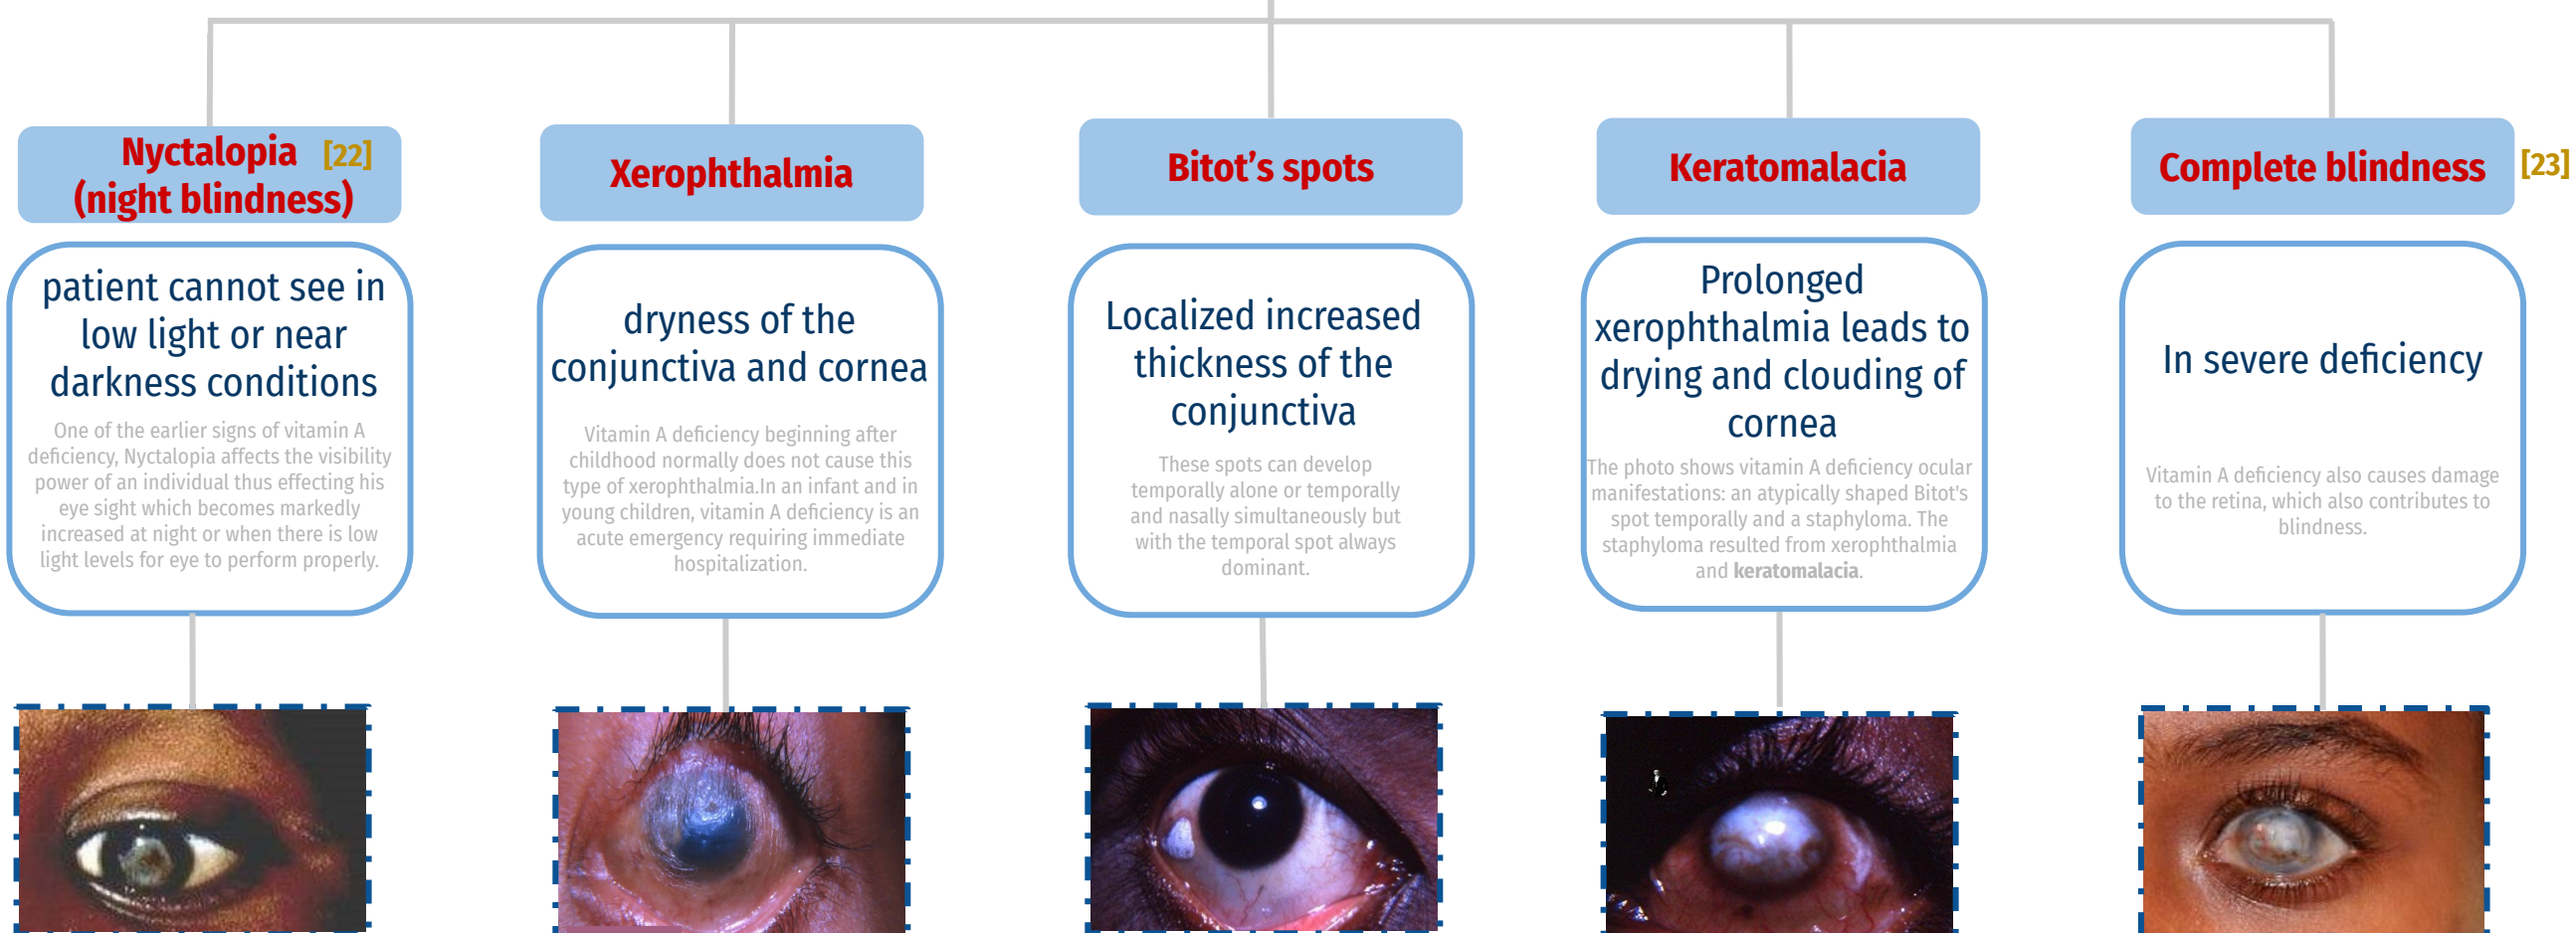 Nyctalopia [22]
(night blindness)
patient cannot see in
low light or near
darkness conditions
One of the earlier signs of vitamin A
deficiency, Nyctalopia affects the visibility
power of an individual thus effecting his
eye sight which becomes markedly
increased at night or when there is low
light levels for eye to perform properly.
Xerophthalmia
dryness of the
conjunctiva and cornea
Vitamin A deficiency beginning after
childhood normally does not cause this
type of xerophthalmia.In an infant and in
young children, vitamin A deficiency is an
acute emergency requiring immediate
hospitalization.
Bitot’s spots
Localized increased
thickness of the
conjunctiva
These spots can develop
temporally alone or temporally
and nasally simultaneously but
with the temporal spot always
dominant.
Keratomalacia
Prolonged
xerophthalmia leads to
drying and clouding of
cornea
The photo shows vitamin A deficiency ocular
manifestations: an atypically shaped Bitot's
spot temporally and a staphyloma. The
staphyloma resulted from xerophthalmia
and keratomalacia.
Complete blindness [23]
In severe deficiency
Vitamin A deficiency also causes damage
to the retina, which also contributes to
blindness.